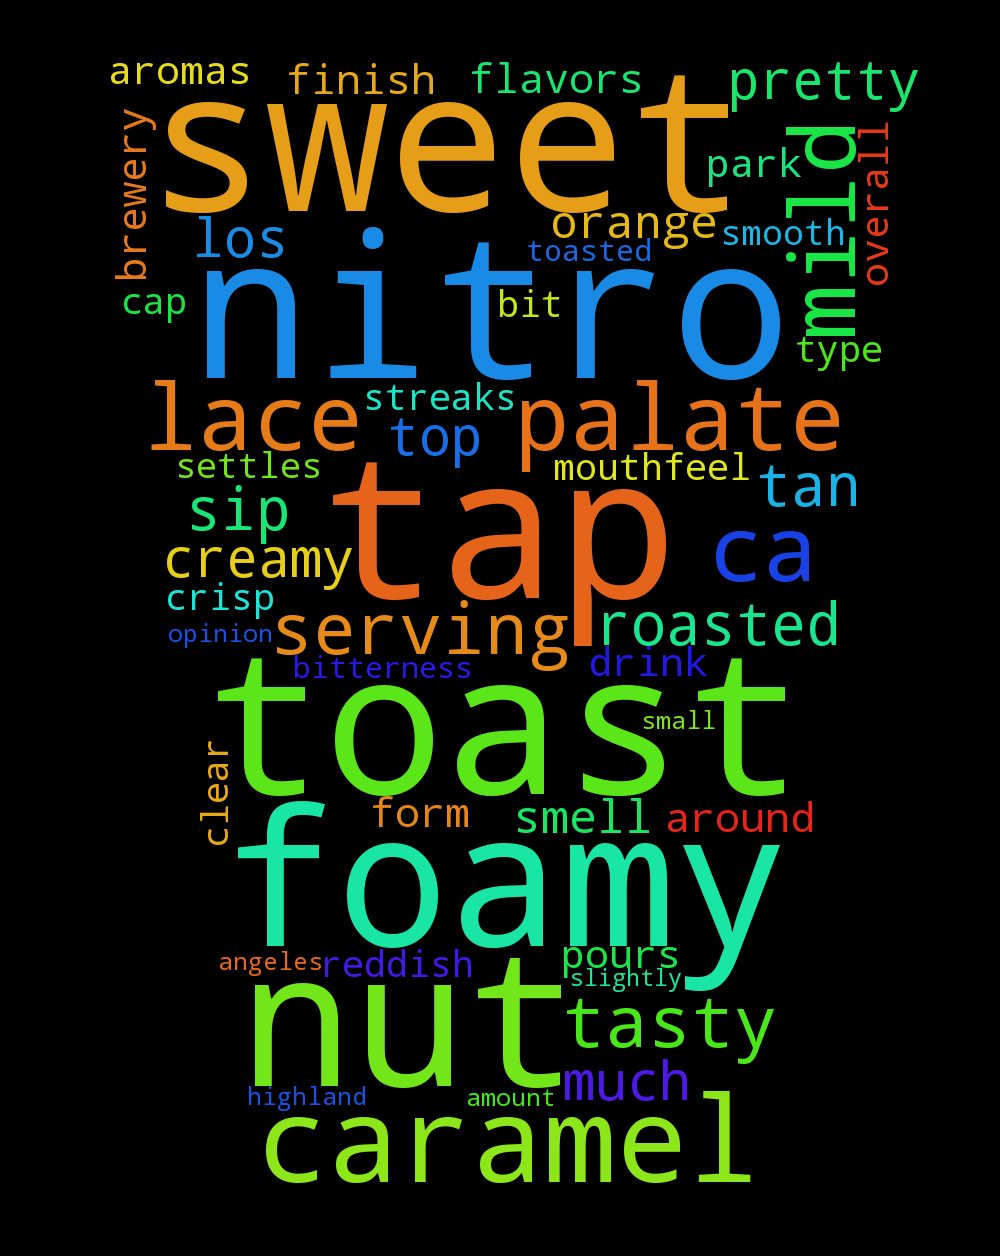 aromas finish flavors pretty
sweet
brewery park mild overall
los orange toasted smooth
nitro
cap bit type
lace streaks palate
top
settles mouthfeel tan
sip tap ca
creamy
crisp
opinion serving roasted
bitterness drink
toast small
clear form smell around
foamy
angeles reddish pours
slightly
nut tasty
much
highland amount
caramel